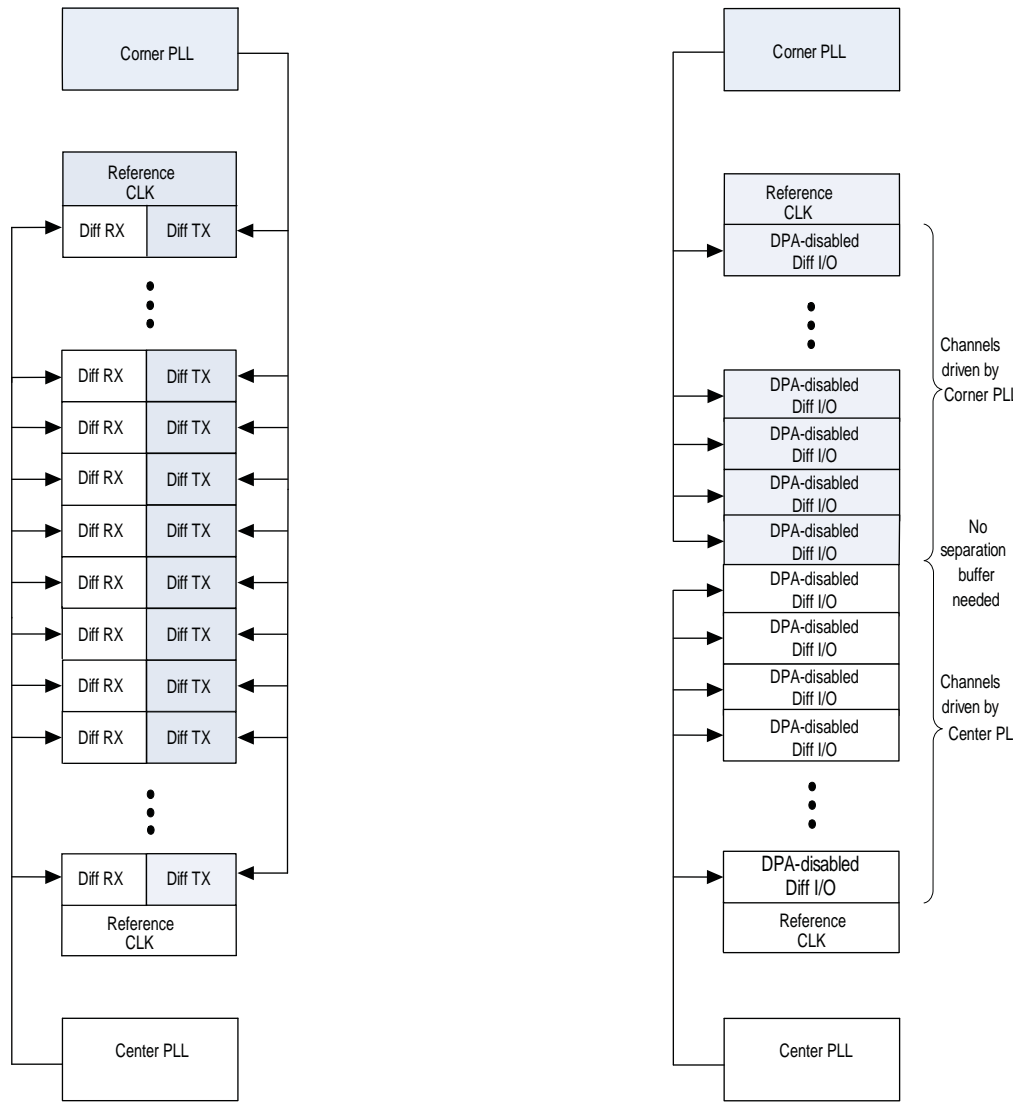 Corner PLL
Reference
CLK
Diff RX Diff TX
Diff RX Diff TX
Diff RX Diff TX
Diff RX Diff TX
Diff RX Diff TX
Diff RX Diff TX
Diff RX Diff TX
Diff RX Diff TX
Diff RX Diff TX
Diff RX Diff TX
Reference
CLK
Center PLL
Corner PLL
Reference
CLK
DPA-disabled
Diff I/O
DPA-disabled
Diff I/O
DPA-disabled
Diff I/O
DPA-disabled
Diff I/O
DPA-disabled
Diff I/O
DPA-disabled
Diff I/O
DPA-disabled
Diff I/O
DPA-disabled
Diff I/O
DPA-disabled
Diff I/O
DPA-disabled
Diff I/O
Reference
CLK
Center PLL
Channels
driven by
Corner PLL
No
separation
buffer
needed
Channels
driven by
Center PL